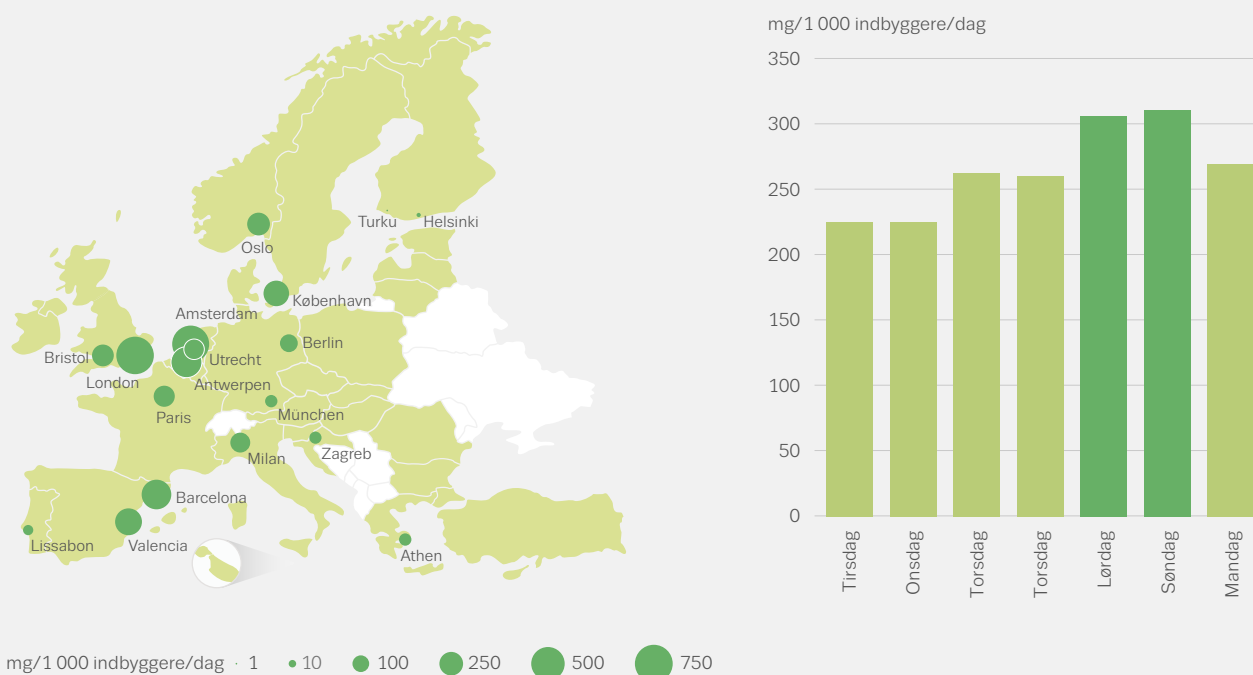 mg/1 000 indbyggere/dag
350
300
250
200
150
100
50
0
Tirsdag
Onsdag
Torsdag
Torsdag
Lørdag
Søndag
Mandag
Turku
Helsinki
Oslo
København
Amsterdam
Berlin
Bristol
Utrecht
London
Antwerpen
Paris
München
Zagreb
Milan
Barcelona
Lissabon
Valencia
Athen
mg/1 000 indbyggere/dag 1 10 100 250 500 750